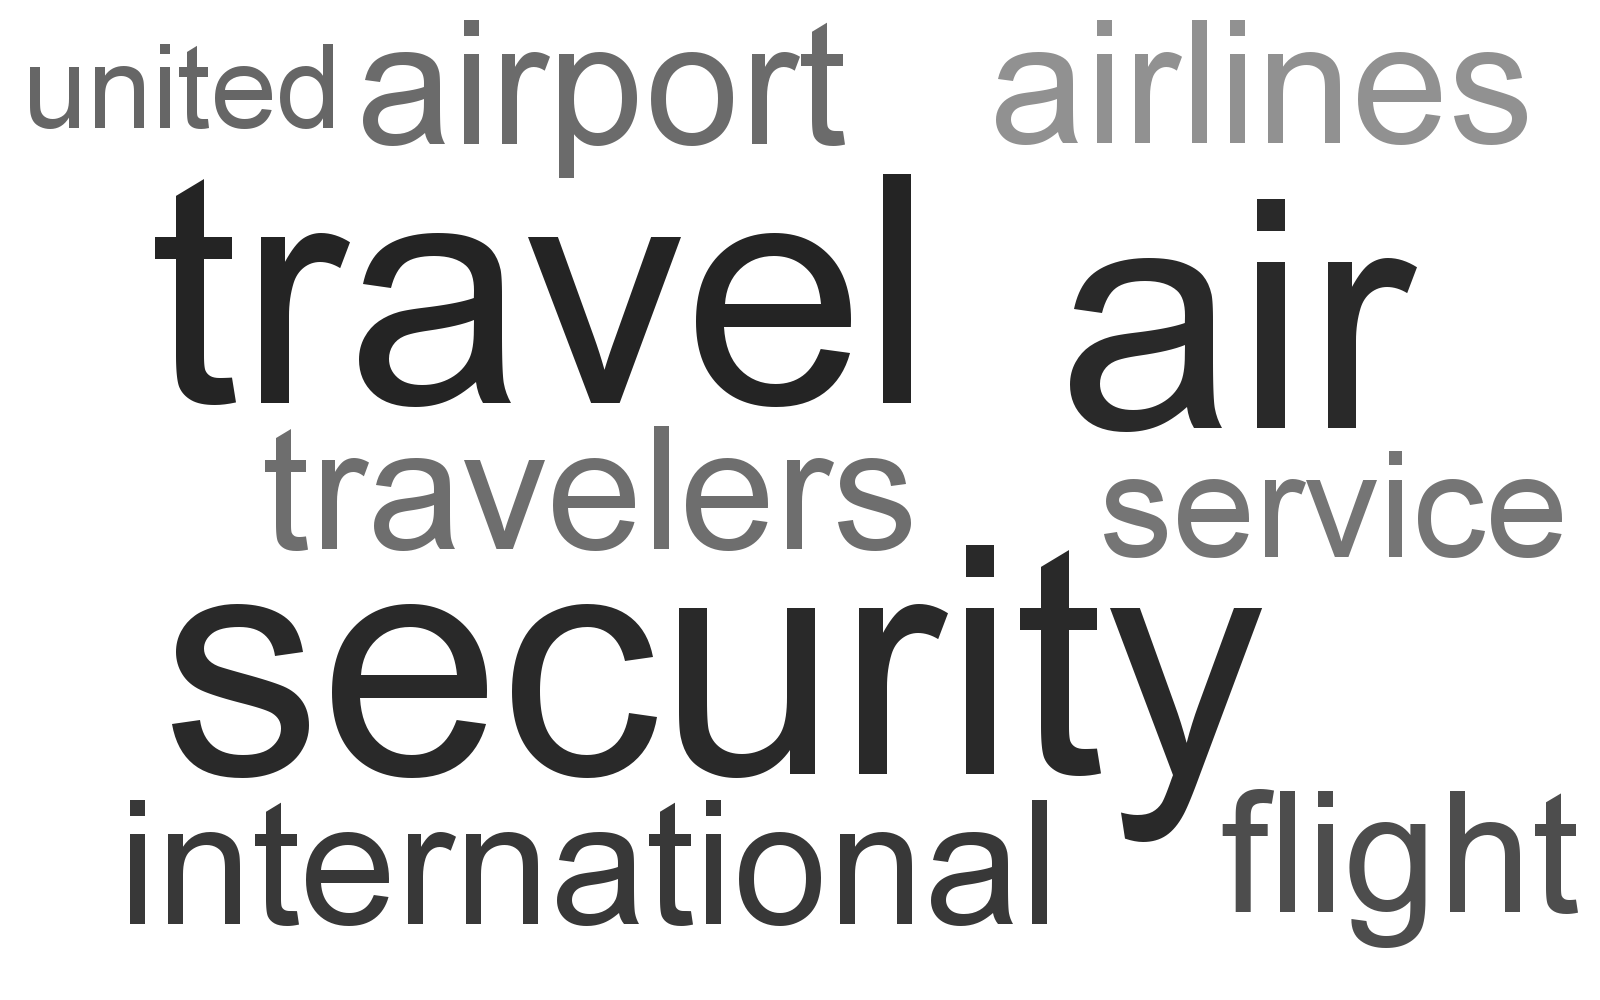 united airport airlines
travel air
travelers service
security
international flight